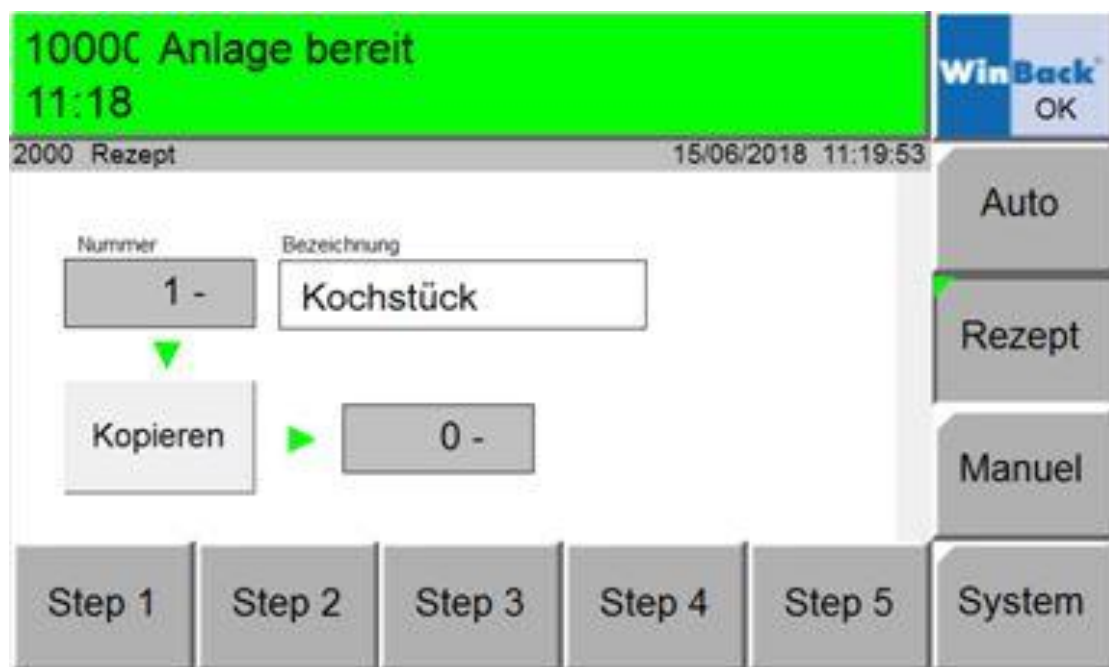 10000 Anlage bereit
11:18
WinBack
OK
2000 Rezept 15/06/2018 11:19:53
Auto
Nummer Bezeichnung
1 - Kochstück
Rezept
Kopieren 0 -
Manuel
Step 1 Step 2 Step 3 Step 4 Step 5 System